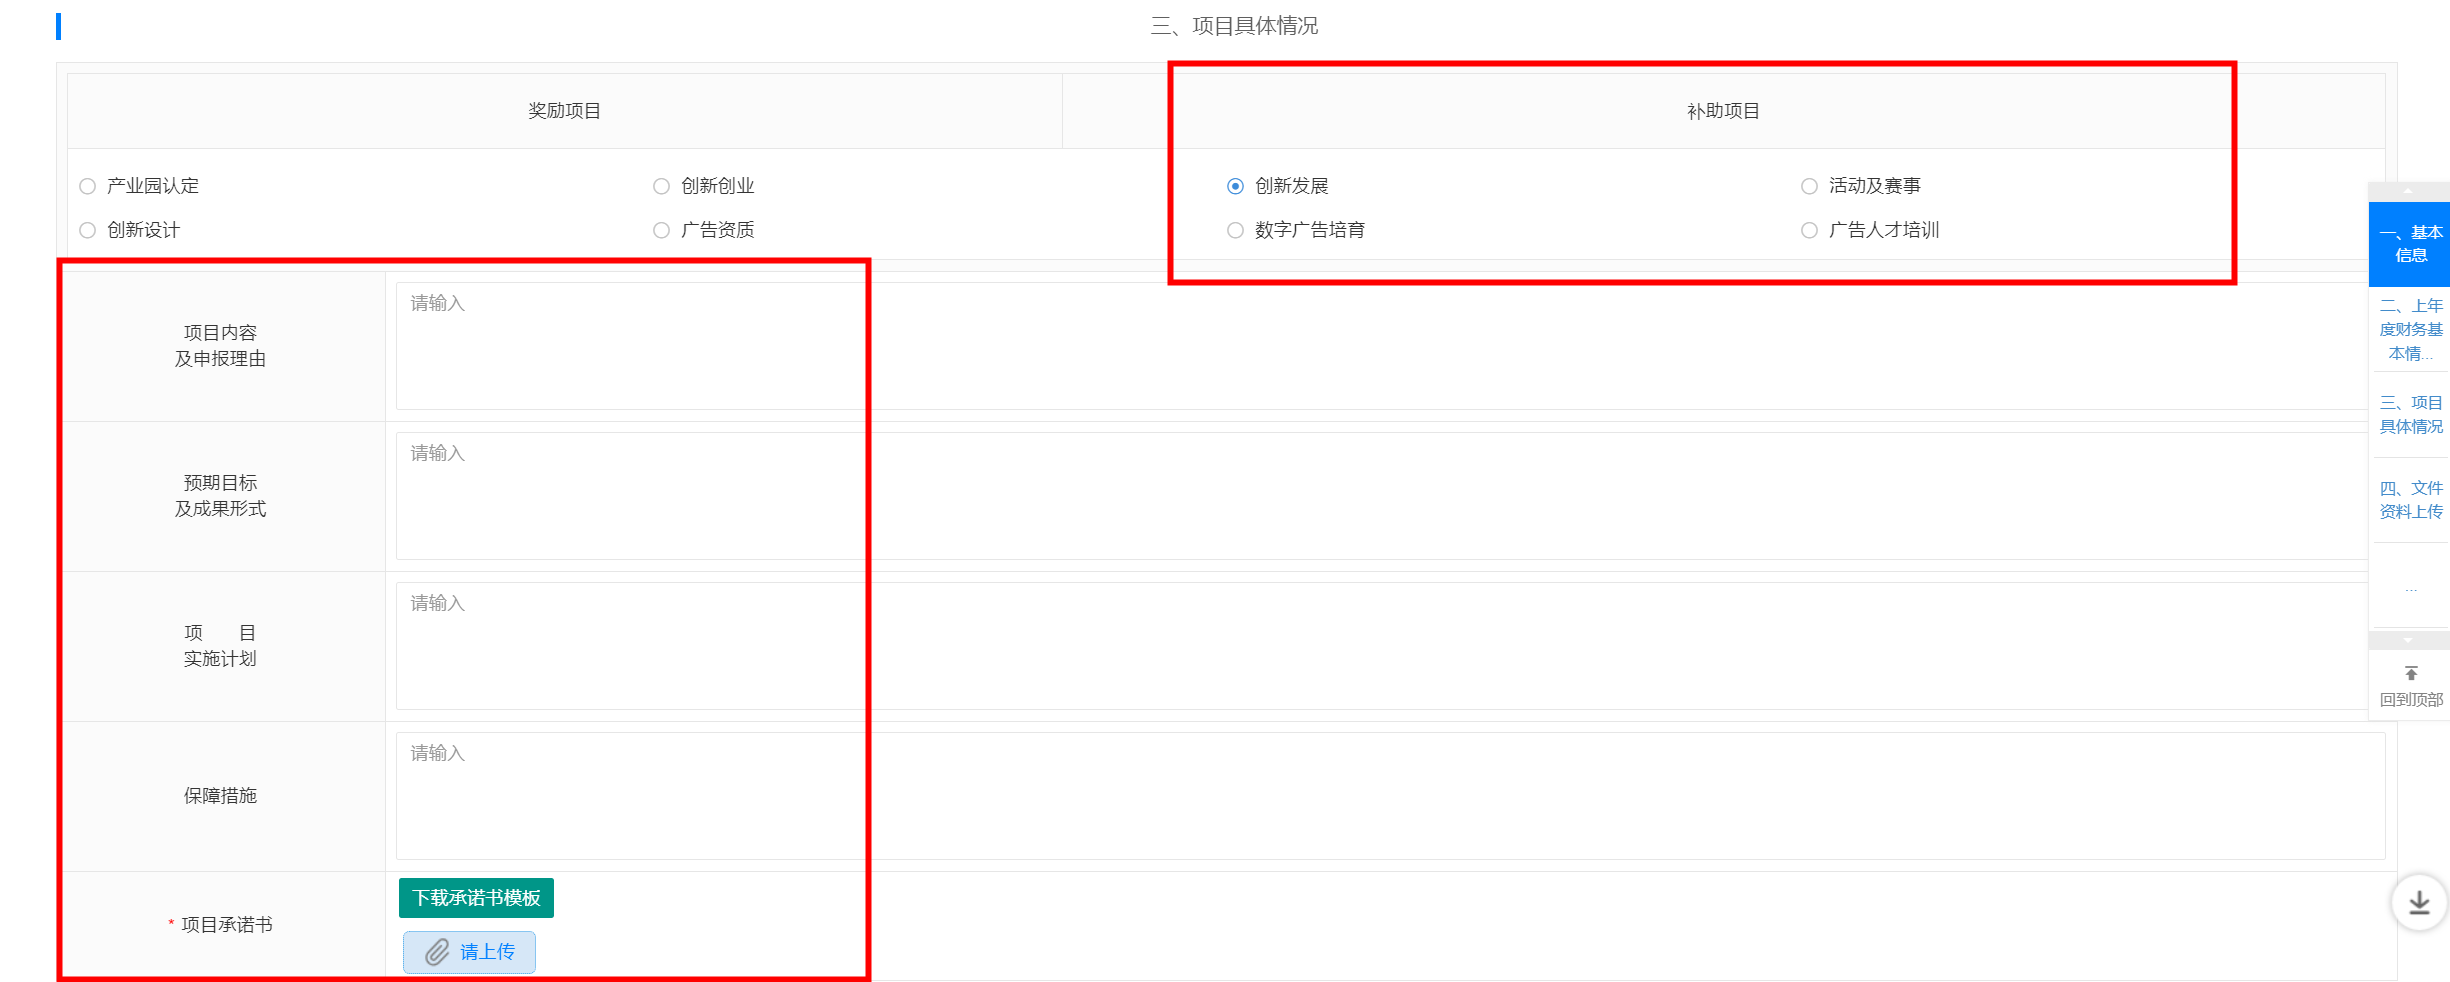 三、项目具体情况
奖励项目
补助项目
产业园认定
创新创业
创新发展
活动及赛事
创新设计
广告资质
数字广告培育
广告人才培训
项目内容
及申报理由
请输入
预期目标
及成果形式
请输入
项 目
实施计划
请输入
保障措施
请输入
* 项目承诺书
下载承诺书模板
请上传
一、基本
信息
二、上年
度财务基
本情...
三、项目
具体情况
四、文件
资料上传
...
回到顶部